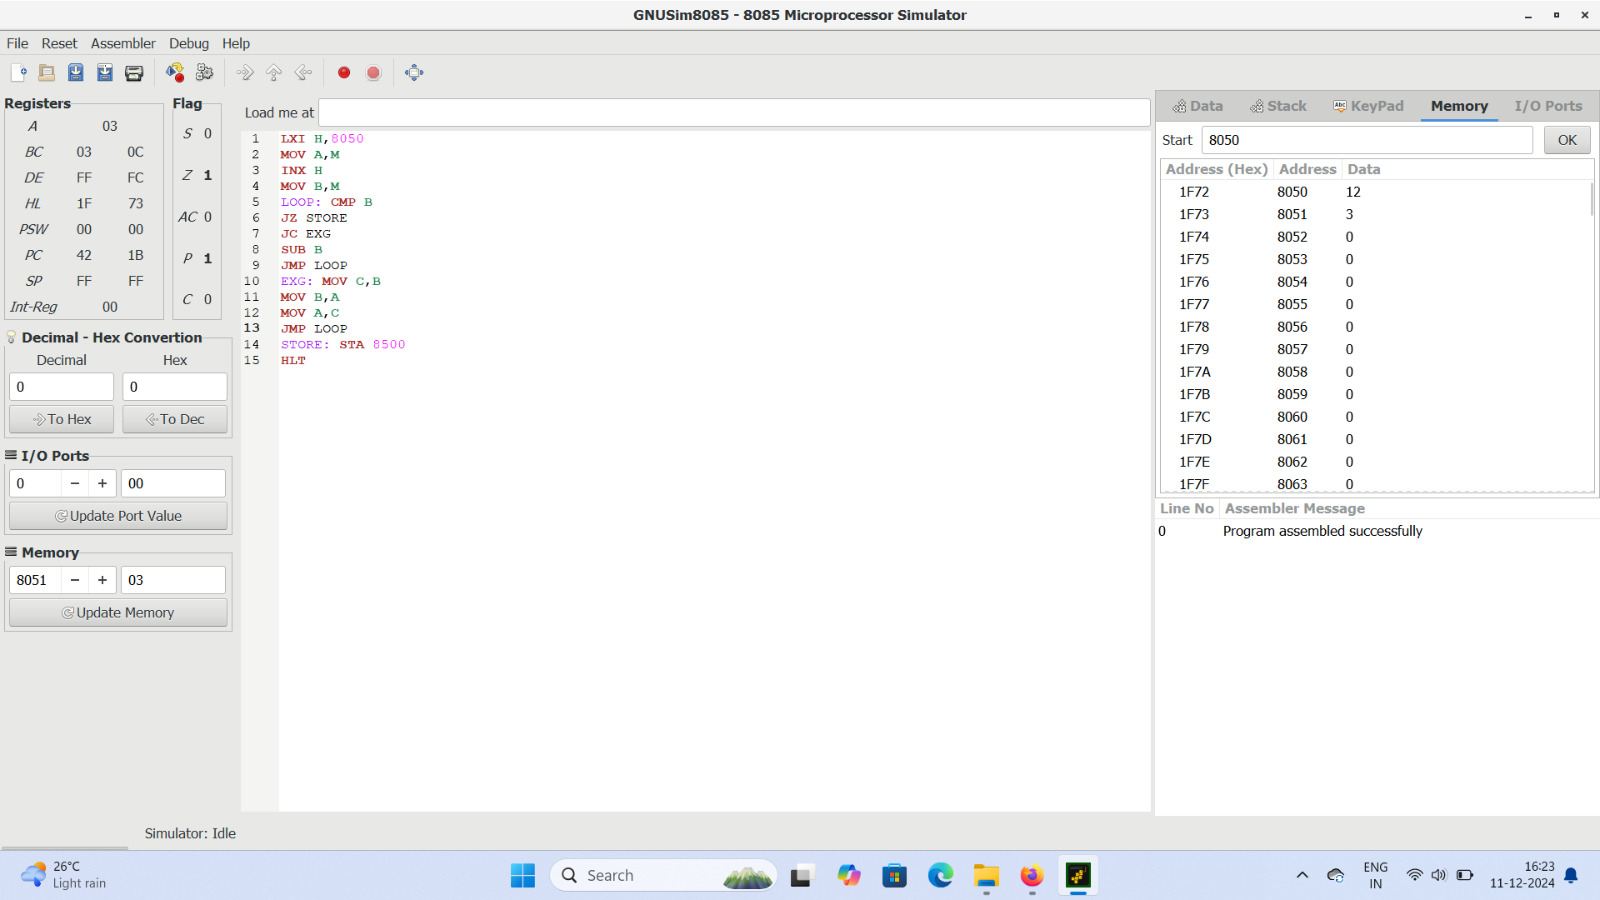 GNUSim8085 - 8085 Microprocessor Simulator
File Reset Assembler Debug Help
Registers
A 03
BC 03 0C
DE FF FC
HL 1F 73
PSW 00 00
PC 42 1B
SP FF FF
Int-Reg 00
Flag
S 0
Z 1
AC 0
P 1
C 0
Decimal - Hex Convertion
Decimal Hex
0 0
To Hex To Dec
I/O Ports
0 - + 00
Update Port Value
Memory
8051 - + 03
Update Memory
Load me at
1 LXI H,8050
2 MOV A,M
3 INX H
4 MOV B,M
5 LOOP: CMP B
6 JZ STORE
7 JC EXG
8 SUB B
9 JMP LOOP
10 EXG: MOV C,B
11 MOV B,A
12 MOV A,C
13 JMP LOOP
14 STORE: STA 8500
15 HLT
Data Stack Abc KeyPad Memory I/O Ports
Start 8050 OK
Address (Hex) Address Data
1F72 8050 12
1F73 8051 3
1F74 8052 0
1F75 8053 0
1F76 8054 0
1F77 8055 0
1F78 8056 0
1F79 8057 0
1F7A 8058 0
1F7B 8059 0
1F7C 8060 0
1F7D 8061 0
1F7E 8062 0
1F7F 8063 0
Line No Assembler Message
0 Program assembled successfully
Simulator: Idle
26°C
Light rain
Search
ENG
IN
16:23
11-12-2024